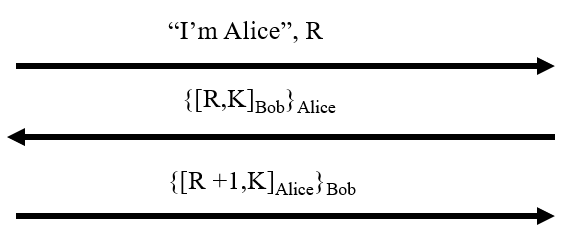 “I’m Alice”, R
{[R,K]Bob}Alice
{[R +1,K]Alice}Bob